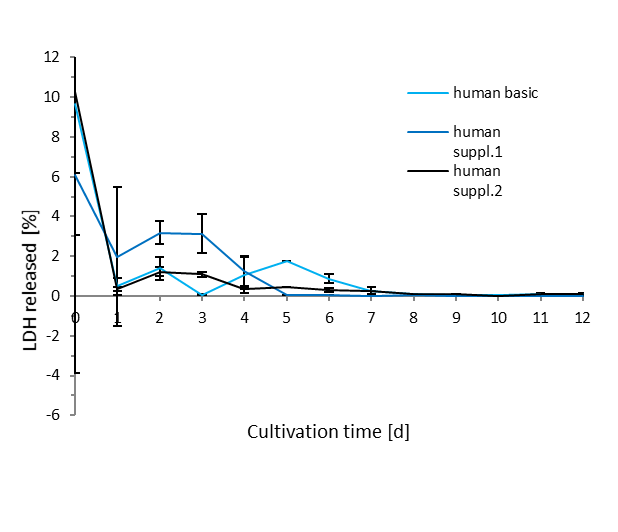 12
10
8
6
4
2
0
-2
-4
-6
LDH released [%]
0 1 2 3 4 5 6 7 8 9 10 11 12
Cultivation time [d]
human basic
human
suppl.1
human
suppl.2